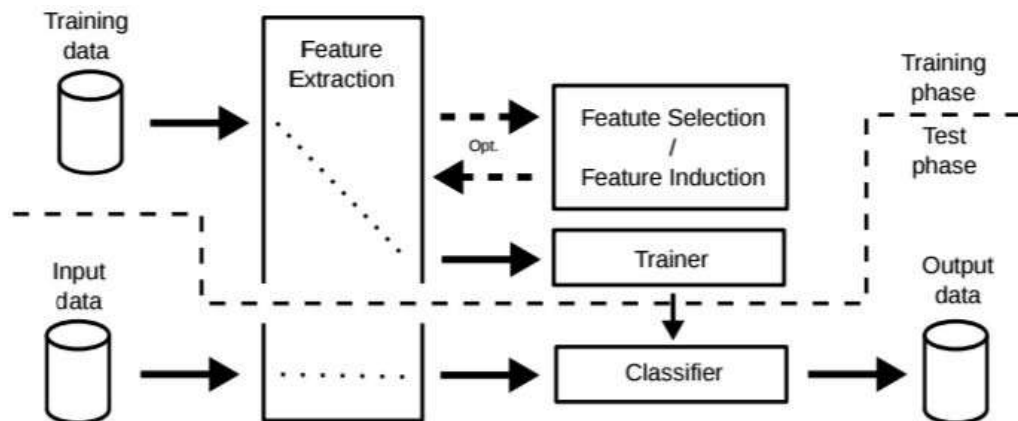 Training
data
Feature
Extraction
Opt.
Featute Selection
/
Feature Induction
Training
phase
Test
phase
Trainer
Input
data
Classifier
Output
data